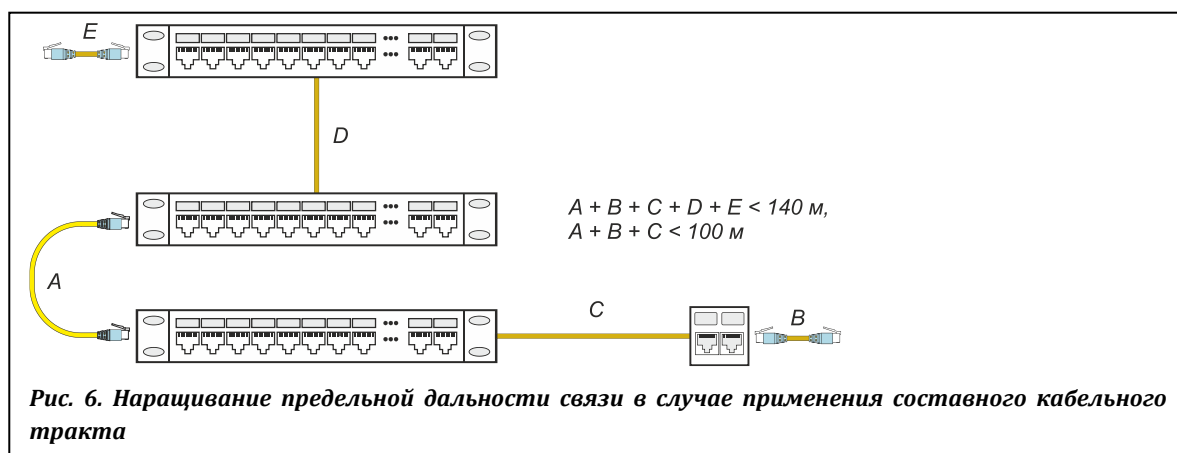 E
D
A + B + C + D + E < 140 м,
A + B + C < 100 м
A
C
B
Рис. 6. Наращивание предельной дальности связи в случае применения составного кабельного
тракта